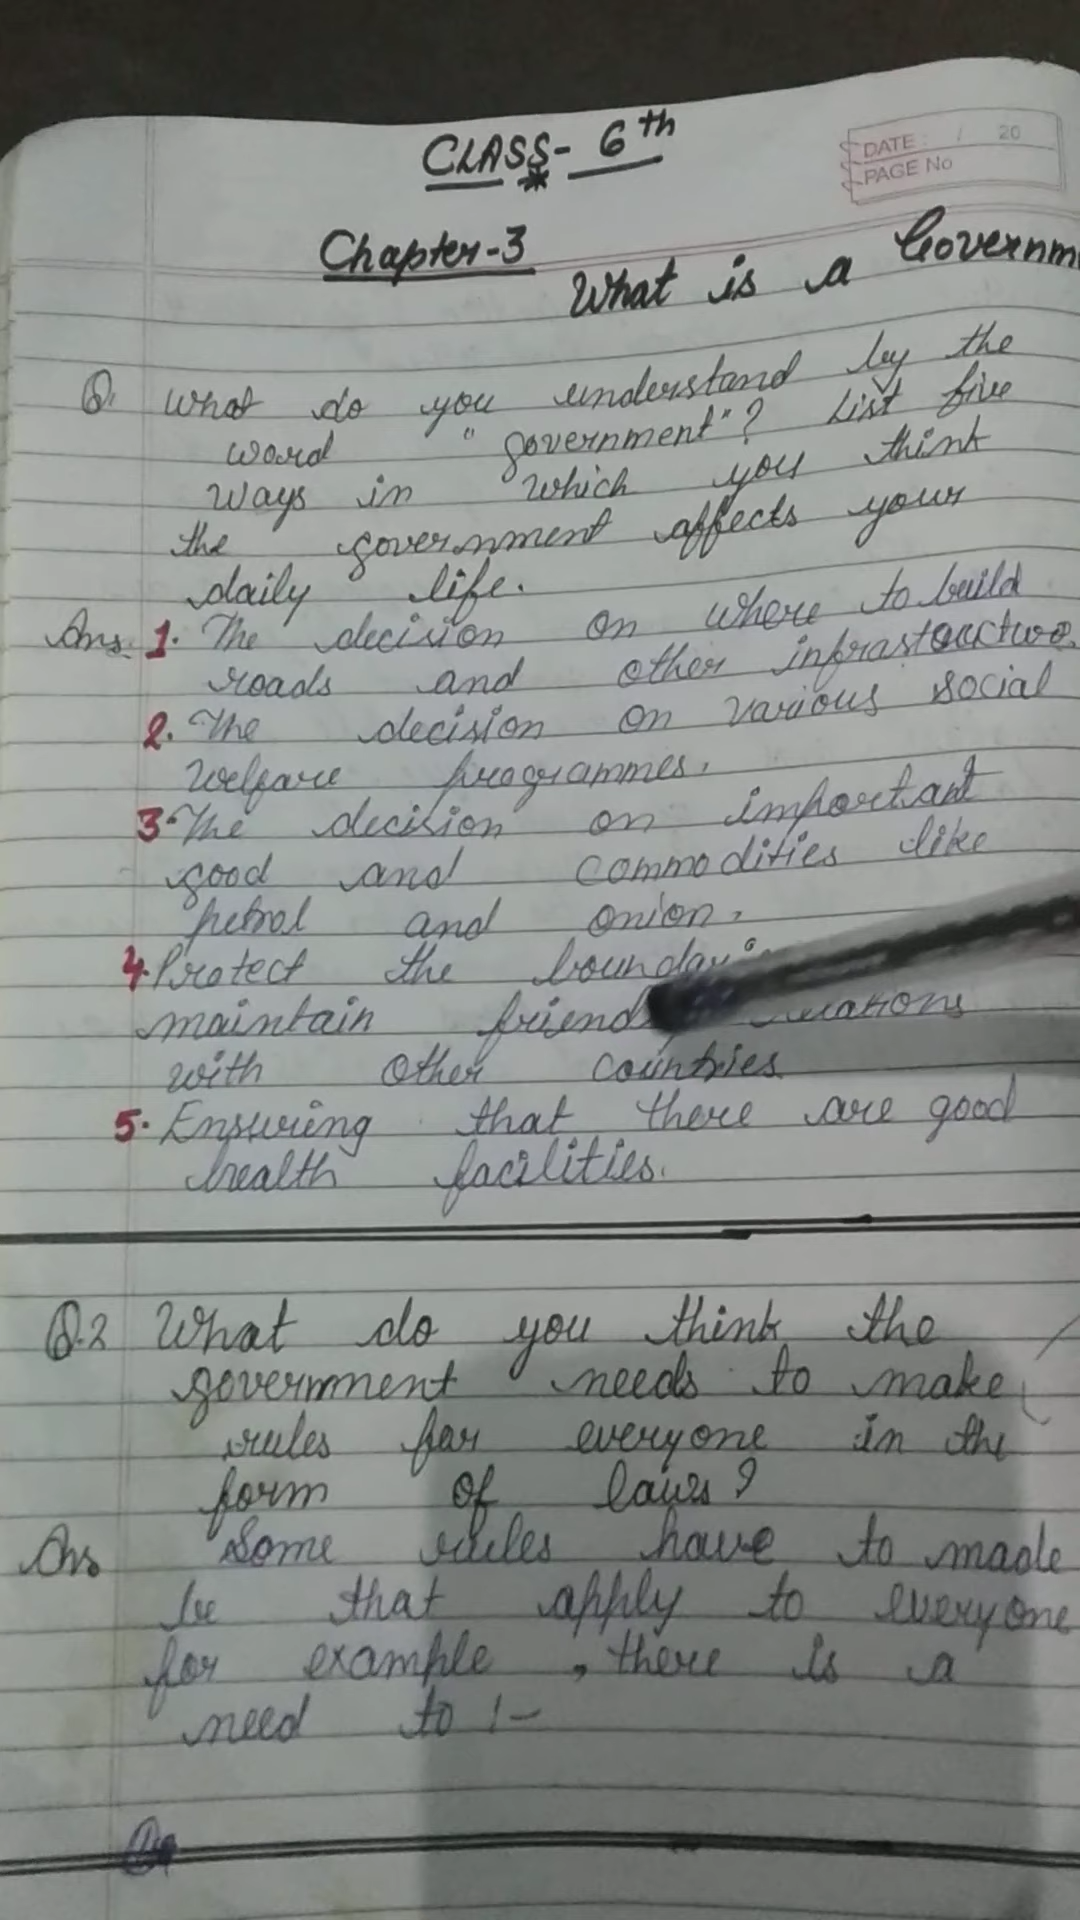 CLASS- 6th
DATE : / 20
PAGE No
Chapter-3
What is a Governm
Q. What do you understand by the
word "government"? List five
ways in which you think
the government affects your
daily life.
Ans. 1. The decision on where to build
roads and other
2. The decision on various social
welfare programmes.
3. The decision on important
good and commodities like
petrol and onion.
4. Protect the
maintain
with other countries
5. Ensuring that there are good
health facilities.
Q.2 What do you think the
government needs to make
rules for everyone in the
form of laws?
Ans Some rules have to made
be that apply to everyone
for example, there is a
need to :-